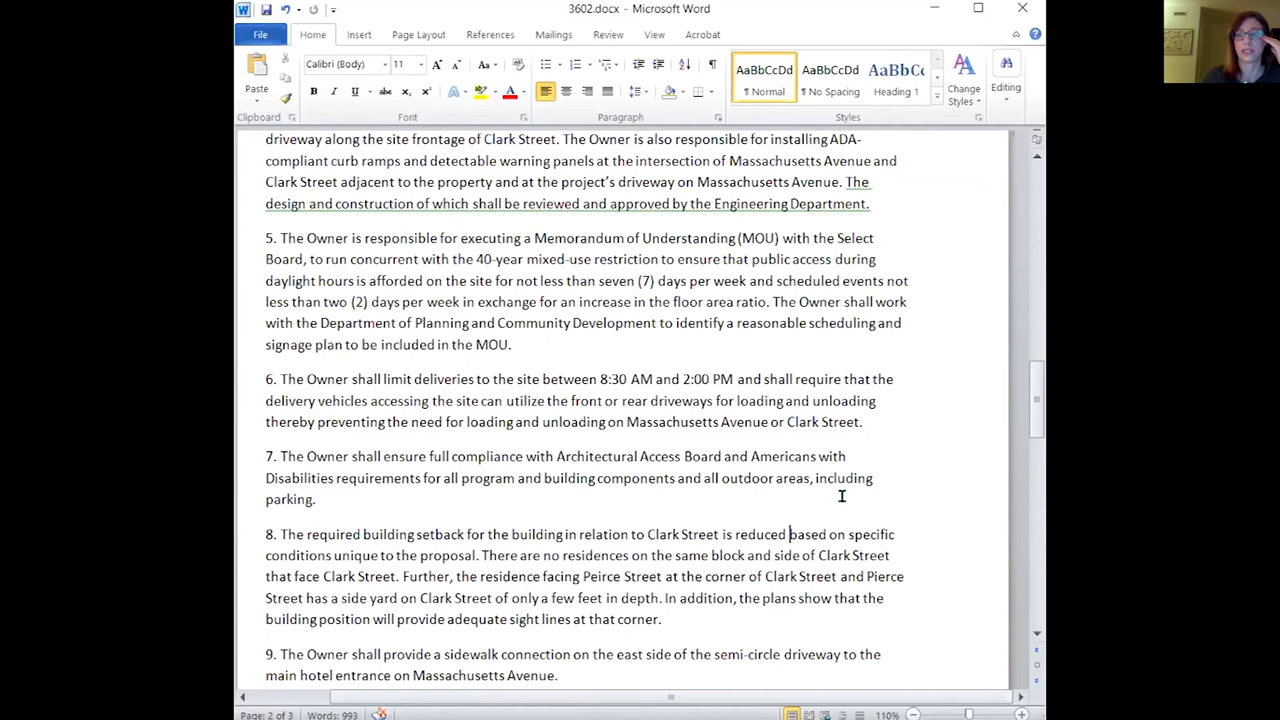 3602.docx - Microsoft Word
File Home Insert Page Layout References Mailings Review View Acrobat
Calibri (Body) 11
AaBbCcDd AaBbCcDd AaBbCc
Paste
¶ Normal ¶ No Spacing Heading 1 Change Styles Editing
Clipboard Font Paragraph Styles
driveway along the site frontage of Clark Street. The Owner is also responsible for installing ADA-
compliant curb ramps and detectable warning panels at the intersection of Massachusetts Avenue and
Clark Street adjacent to the property and at the project's driveway on Massachusetts Avenue. The
design and construction of which shall be reviewed and approved by the Engineering Department.
5. The Owner is responsible for executing a Memorandum of Understanding (MOU) with the Select
Board, to run concurrent with the 40-year mixed-use restriction to ensure that public access during
daylight hours is afforded on the site for not less than seven (7) days per week and scheduled events not
less than two (2) days per week in exchange for an increase in the floor area ratio. The Owner shall work
with the Department of Planning and Community Development to identify a reasonable scheduling and
signage plan to be included in the MOU.
6. The Owner shall limit deliveries to the site between 8:30 AM and 2:00 PM and shall require that the
delivery vehicles accessing the site can utilize the front or rear driveways for loading and unloading
thereby preventing the need for loading and unloading on Massachusetts Avenue or Clark Street.
7. The Owner shall ensure full compliance with Architectural Access Board and Americans with
Disabilities requirements for all program and building components and all outdoor areas, including
parking.
8. The required building setback for the building in relation to Clark Street is reduced based on specific
conditions unique to the proposal. There are no residences on the same block and side of Clark Street
that face Clark Street. Further, the residence facing Peirce Street at the corner of Clark Street and Pierce
Street has a side yard on Clark Street of only a few feet in depth. In addition, the plans show that the
building position will provide adequate sight lines at that corner.
9. The Owner shall provide a sidewalk connection on the east side of the semi-circle driveway to the
main hotel entrance on Massachusetts Avenue.
Page: 2 of 3 Words: 993 110%